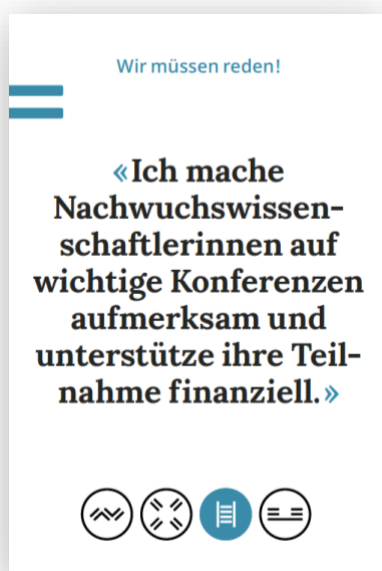 Wir müssen reden!
«Ich mache
Nachwuchswissen-
schaftlerinnen auf
wichtige Konferenzen
aufmerksam und
unterstütze ihre Teil-
nahme finanziell.»